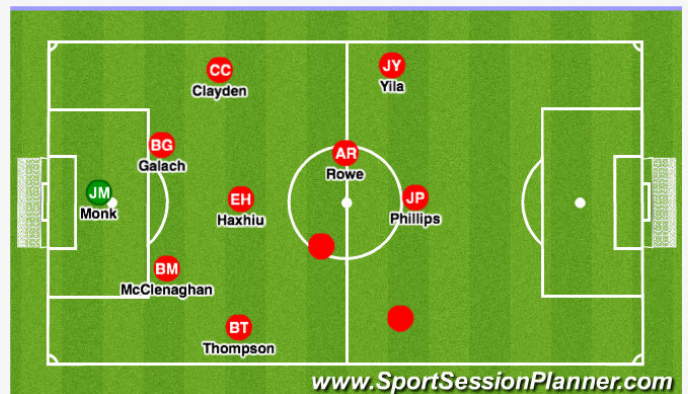 CC
Clayden
JY
Yila
BG
Galach
AR
Rowe
JM
Monk
EH
Haxhiu
JP
Phillips
BM
McClenaghan
BT
Thompson
www.SportSessionPlanner.com